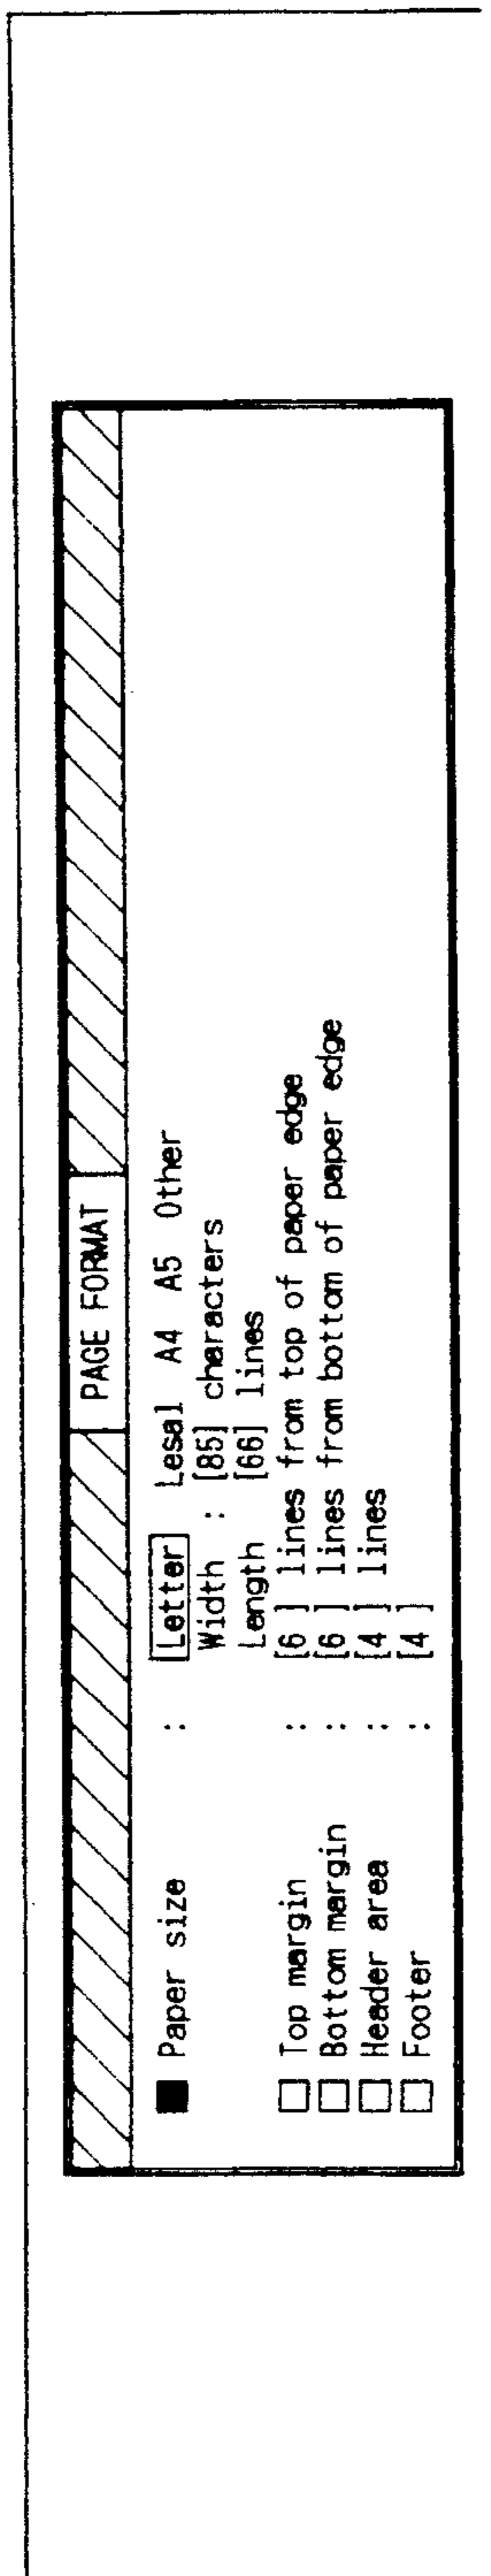 PAGE FORMAT
■ Paper size : Letter Lesal A4 A5 Other
Width : [85] characters
Length [66] lines
□ Top margin : [6 ] lines from top of paper edge
□ Bottom margin : [6 ] lines from bottom of paper edge
□ Header area : [4 ] lines
□ Footer : [4 ]